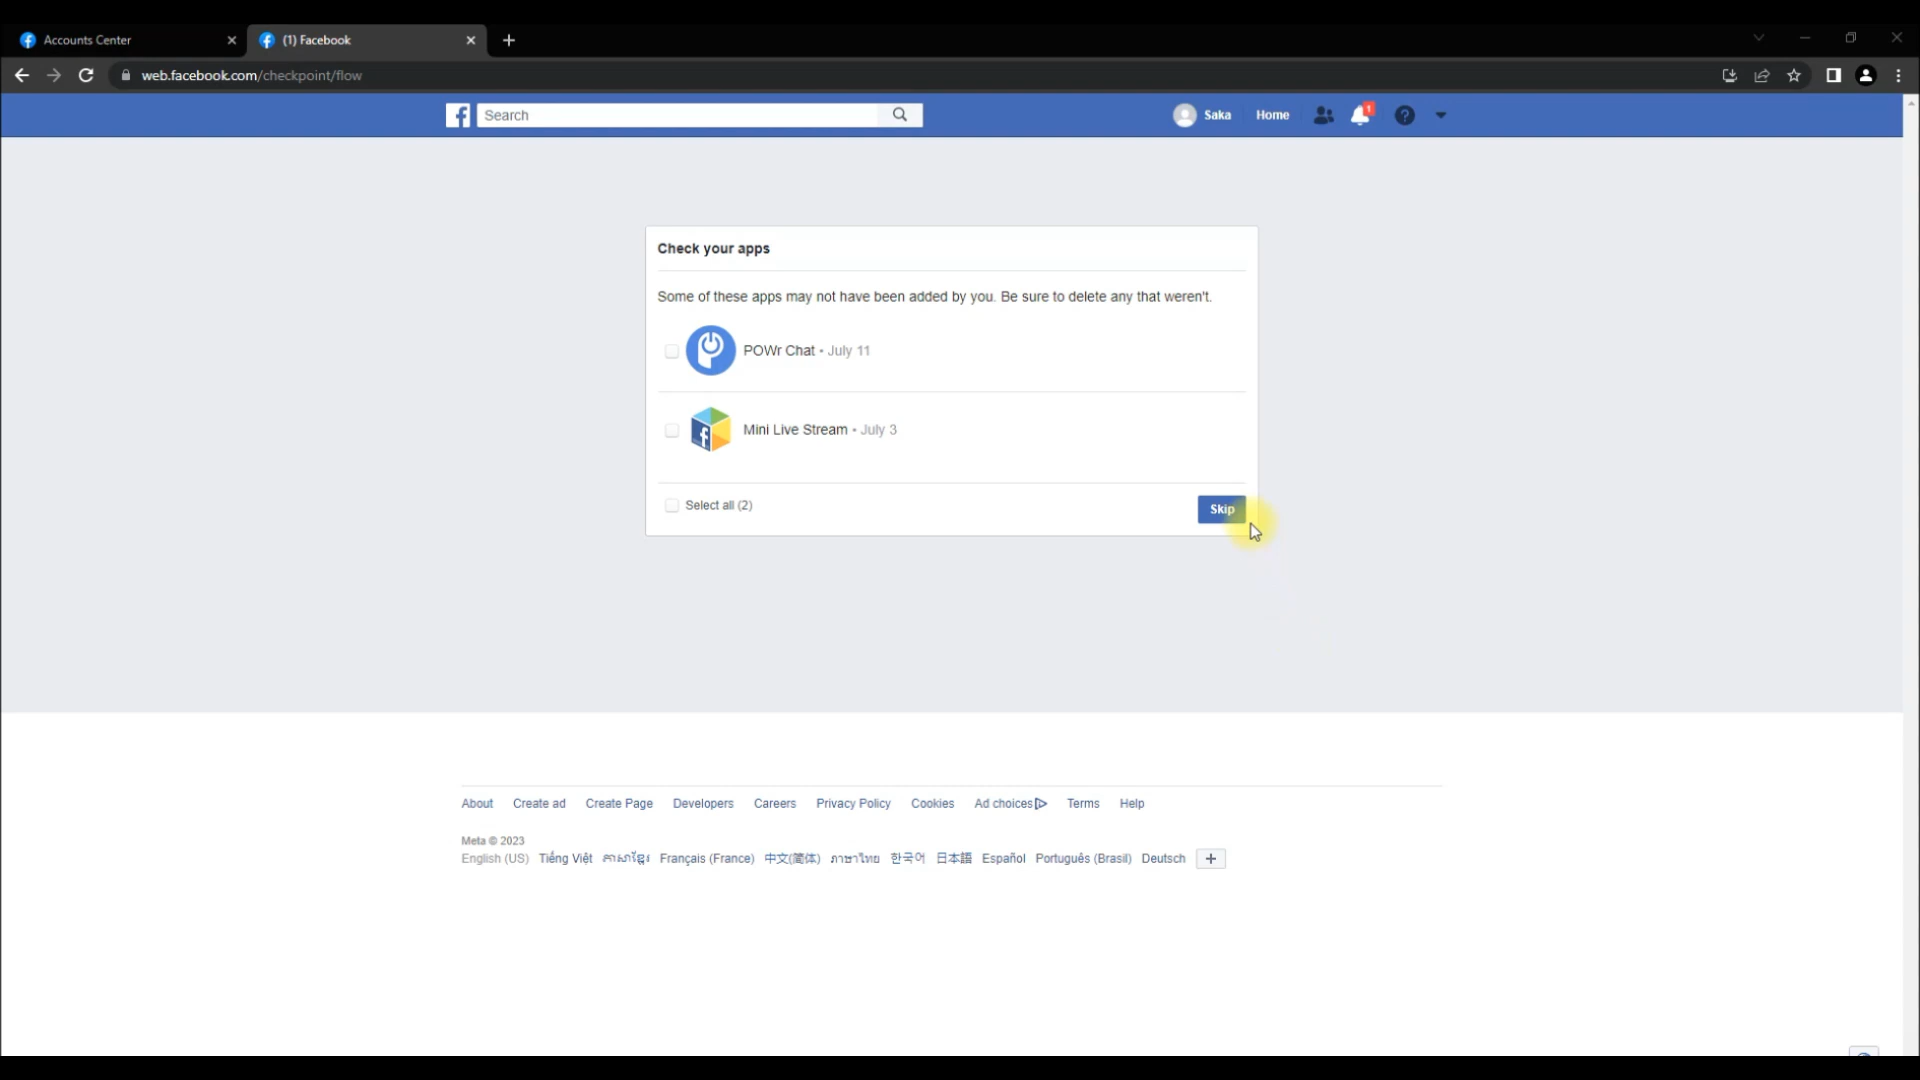 Accounts Center
(1) Facebook
web.facebook.com/checkpoint/flow
Search
Saka
Home
1
Check your apps
Some of these apps may not have been added by you. Be sure to delete any that weren't.
POWr Chat • July 11
Mini Live Stream • July 3
Select all (2)
Skip
About Create ad Create Page Developers Careers Privacy Policy Cookies Ad choices Terms Help
Meta © 2023
English (US) Tiếng Việt ភាសាខ្មែរ Français (France) 中文(简体) ภาษาไทย 한국어 日本語 Español Português (Brasil) Deutsch